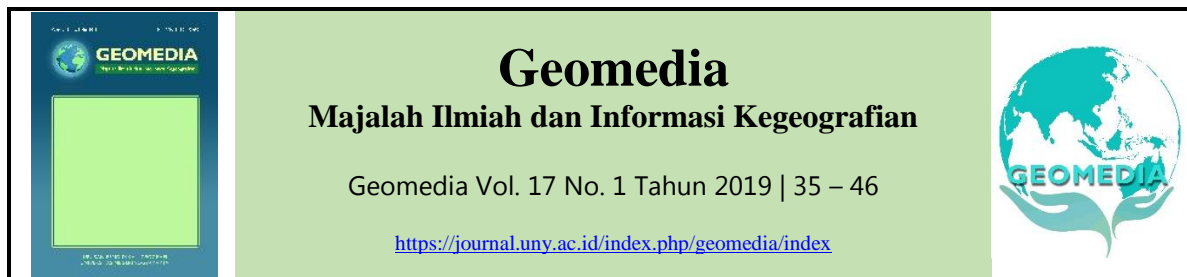 GEOMEDIA
Geomedia
Majalah Ilmiah dan Informasi Kegeografian
Geomedia Vol. 17 No. 1 Tahun 2019 | 35 – 46
https://journal.uny.ac.id/index.php/geomedia/index
GEOMEDIA